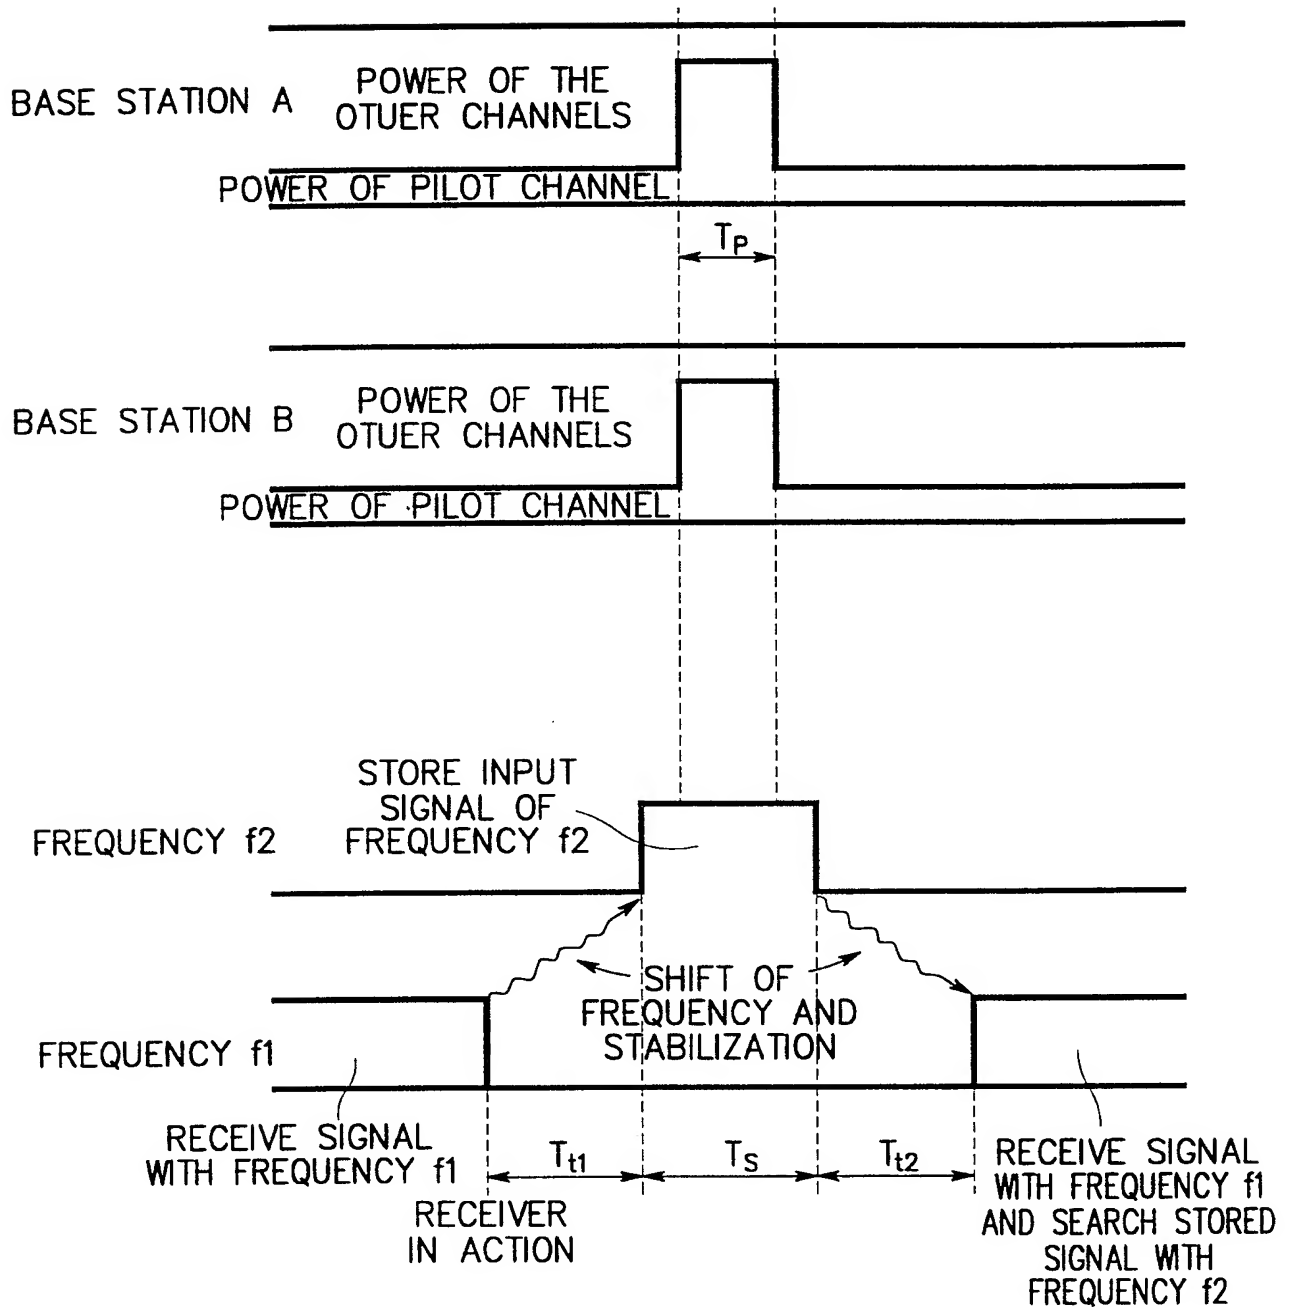 BASE STATION A
POWER OF THE
OTUER CHANNELS
POWER OF PILOT CHANNEL
TP
BASE STATION B
POWER OF THE
OTUER CHANNELS
POWER OF PILOT CHANNEL
STORE INPUT
SIGNAL OF
FREQUENCY f2
FREQUENCY f2
SHIFT OF
FREQUENCY AND
STABILIZATION
FREQUENCY f1
RECEIVE SIGNAL
WITH FREQUENCY f1
Tt1
TS
Tt2
RECEIVER
IN ACTION
RECEIVE SIGNAL
WITH FREQUENCY f1
AND SEARCH STORED
SIGNAL WITH
FREQUENCY f2